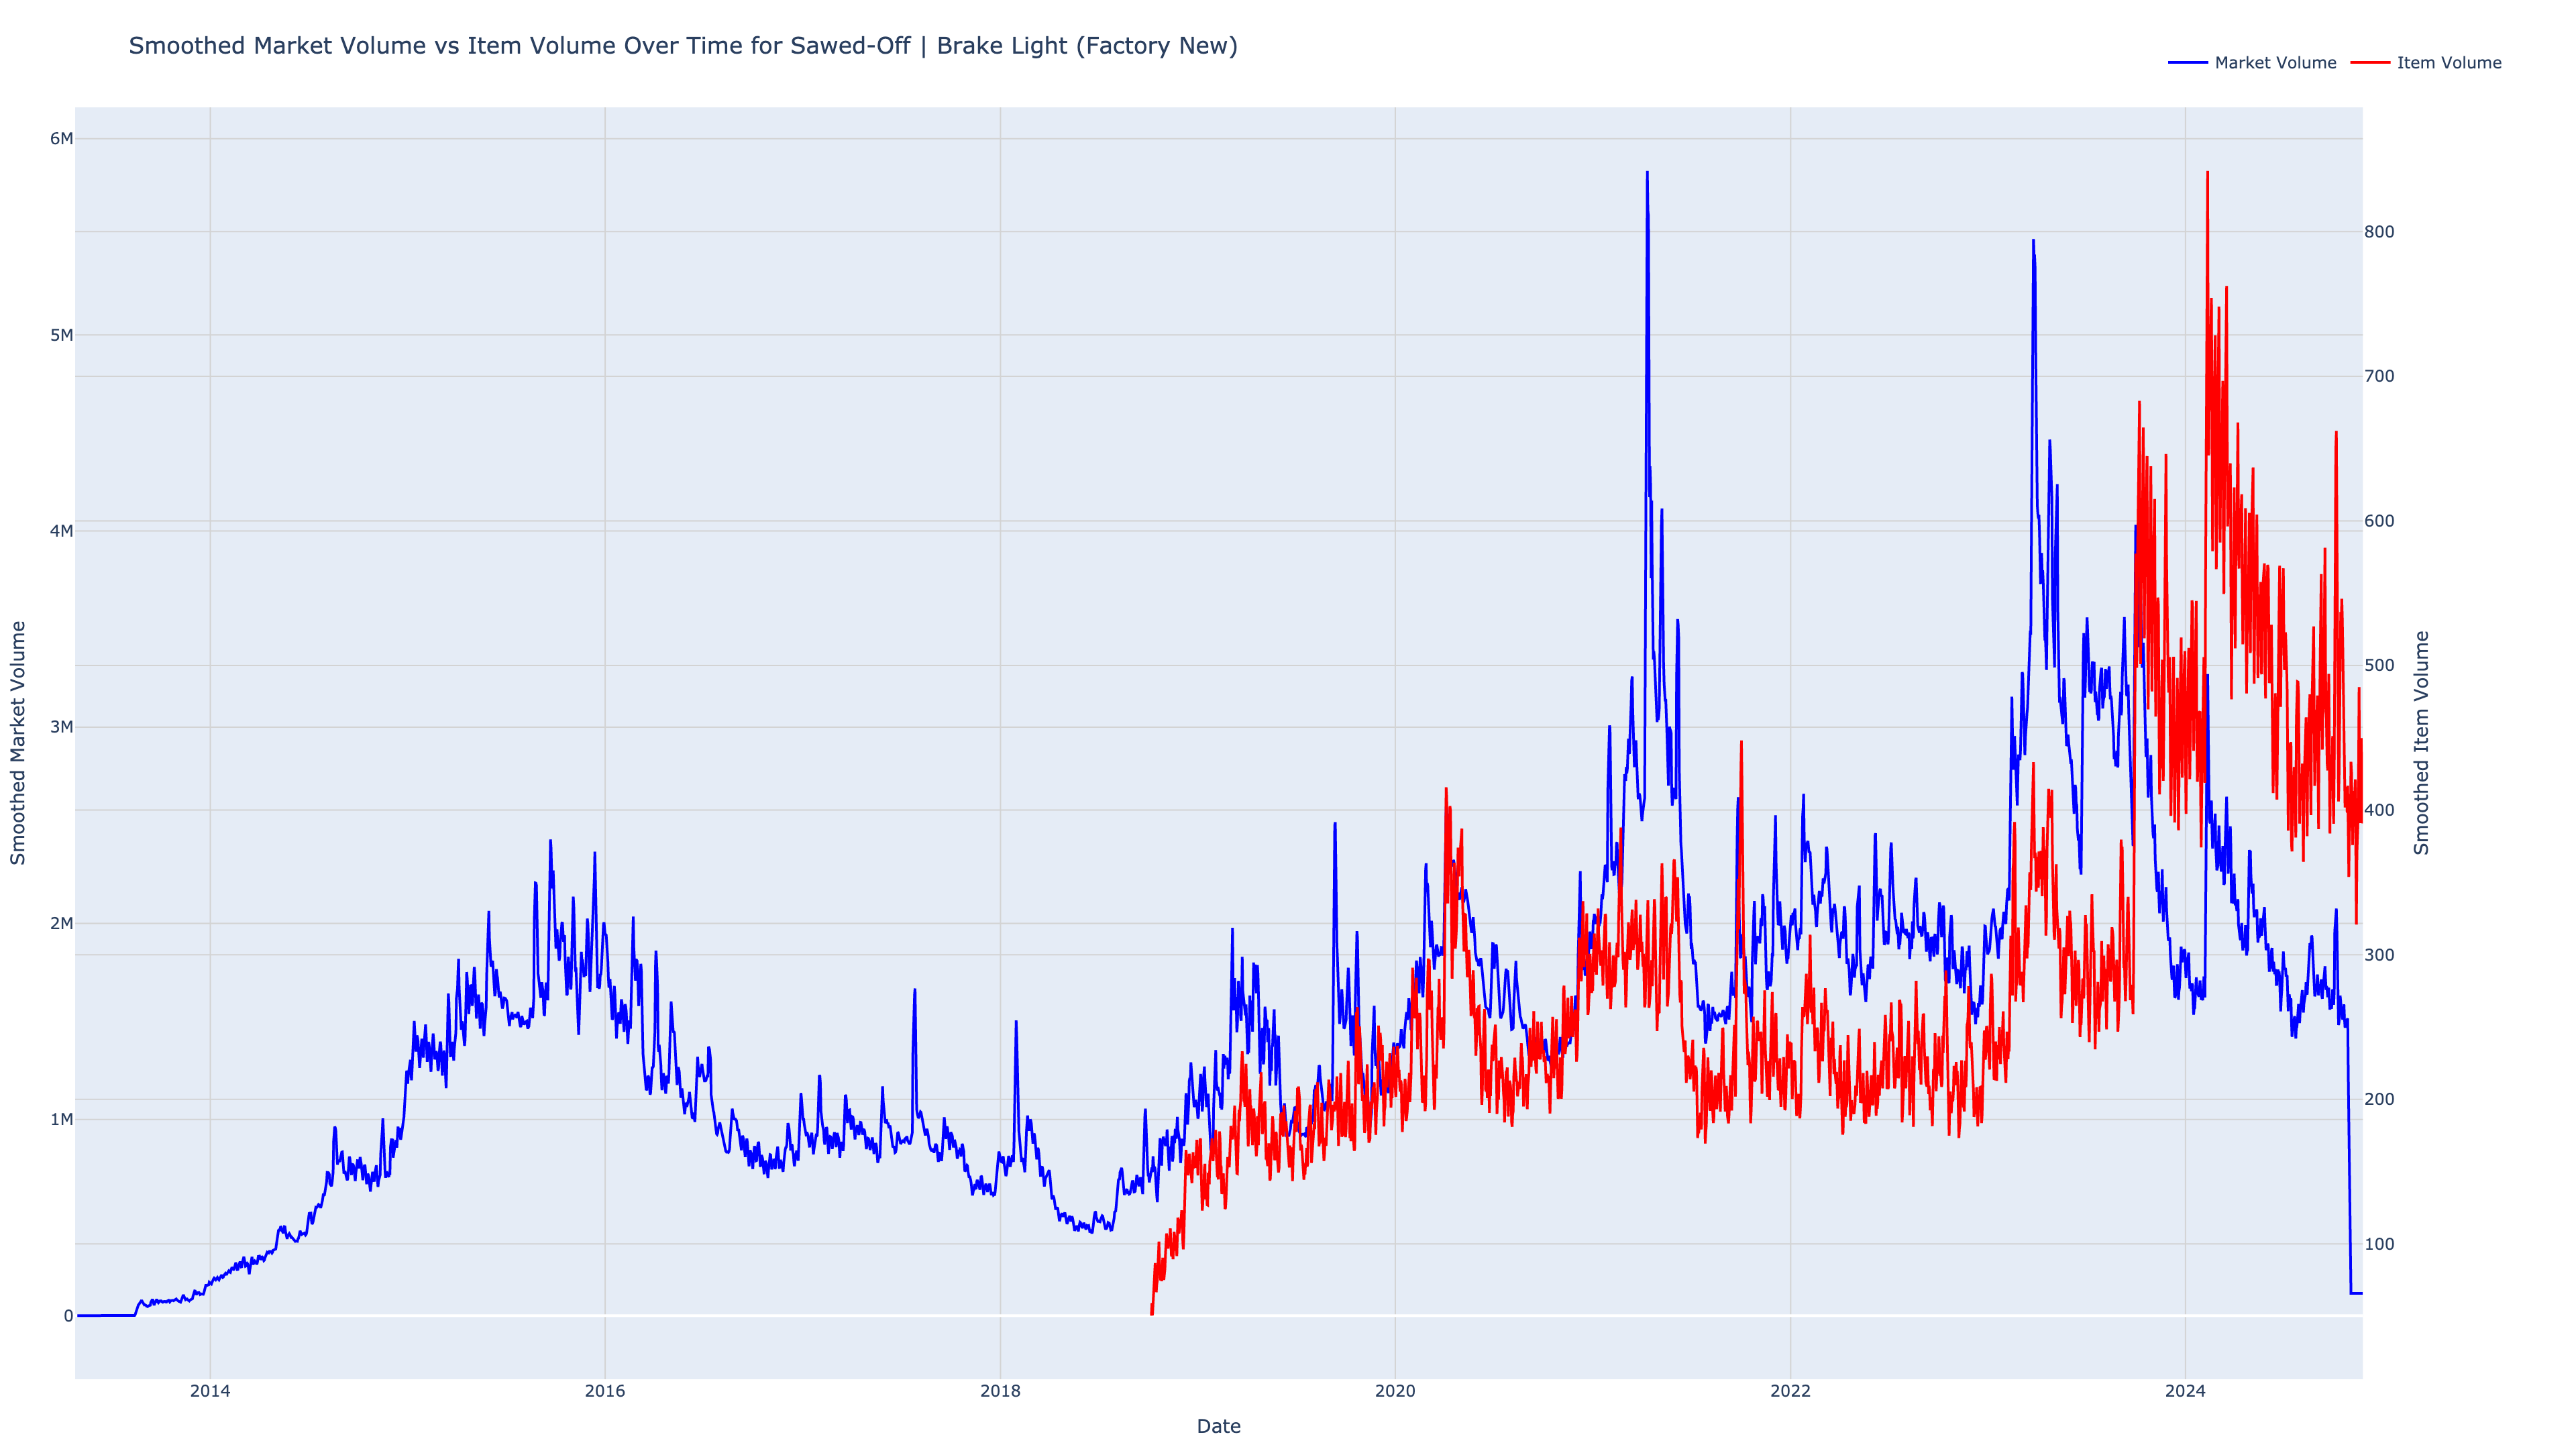 Smoothed Market Volume vs Item Volume Over Time for Sawed-Off | Brake Light (Factory New)
Market Volume
Item Volume
6M
5M
4M
3M
2M
1M
0
Smoothed Market Volume
800
700
600
500
400
300
200
100
Smoothed Item Volume
2014
2016
2018
2020
2022
2024
Date